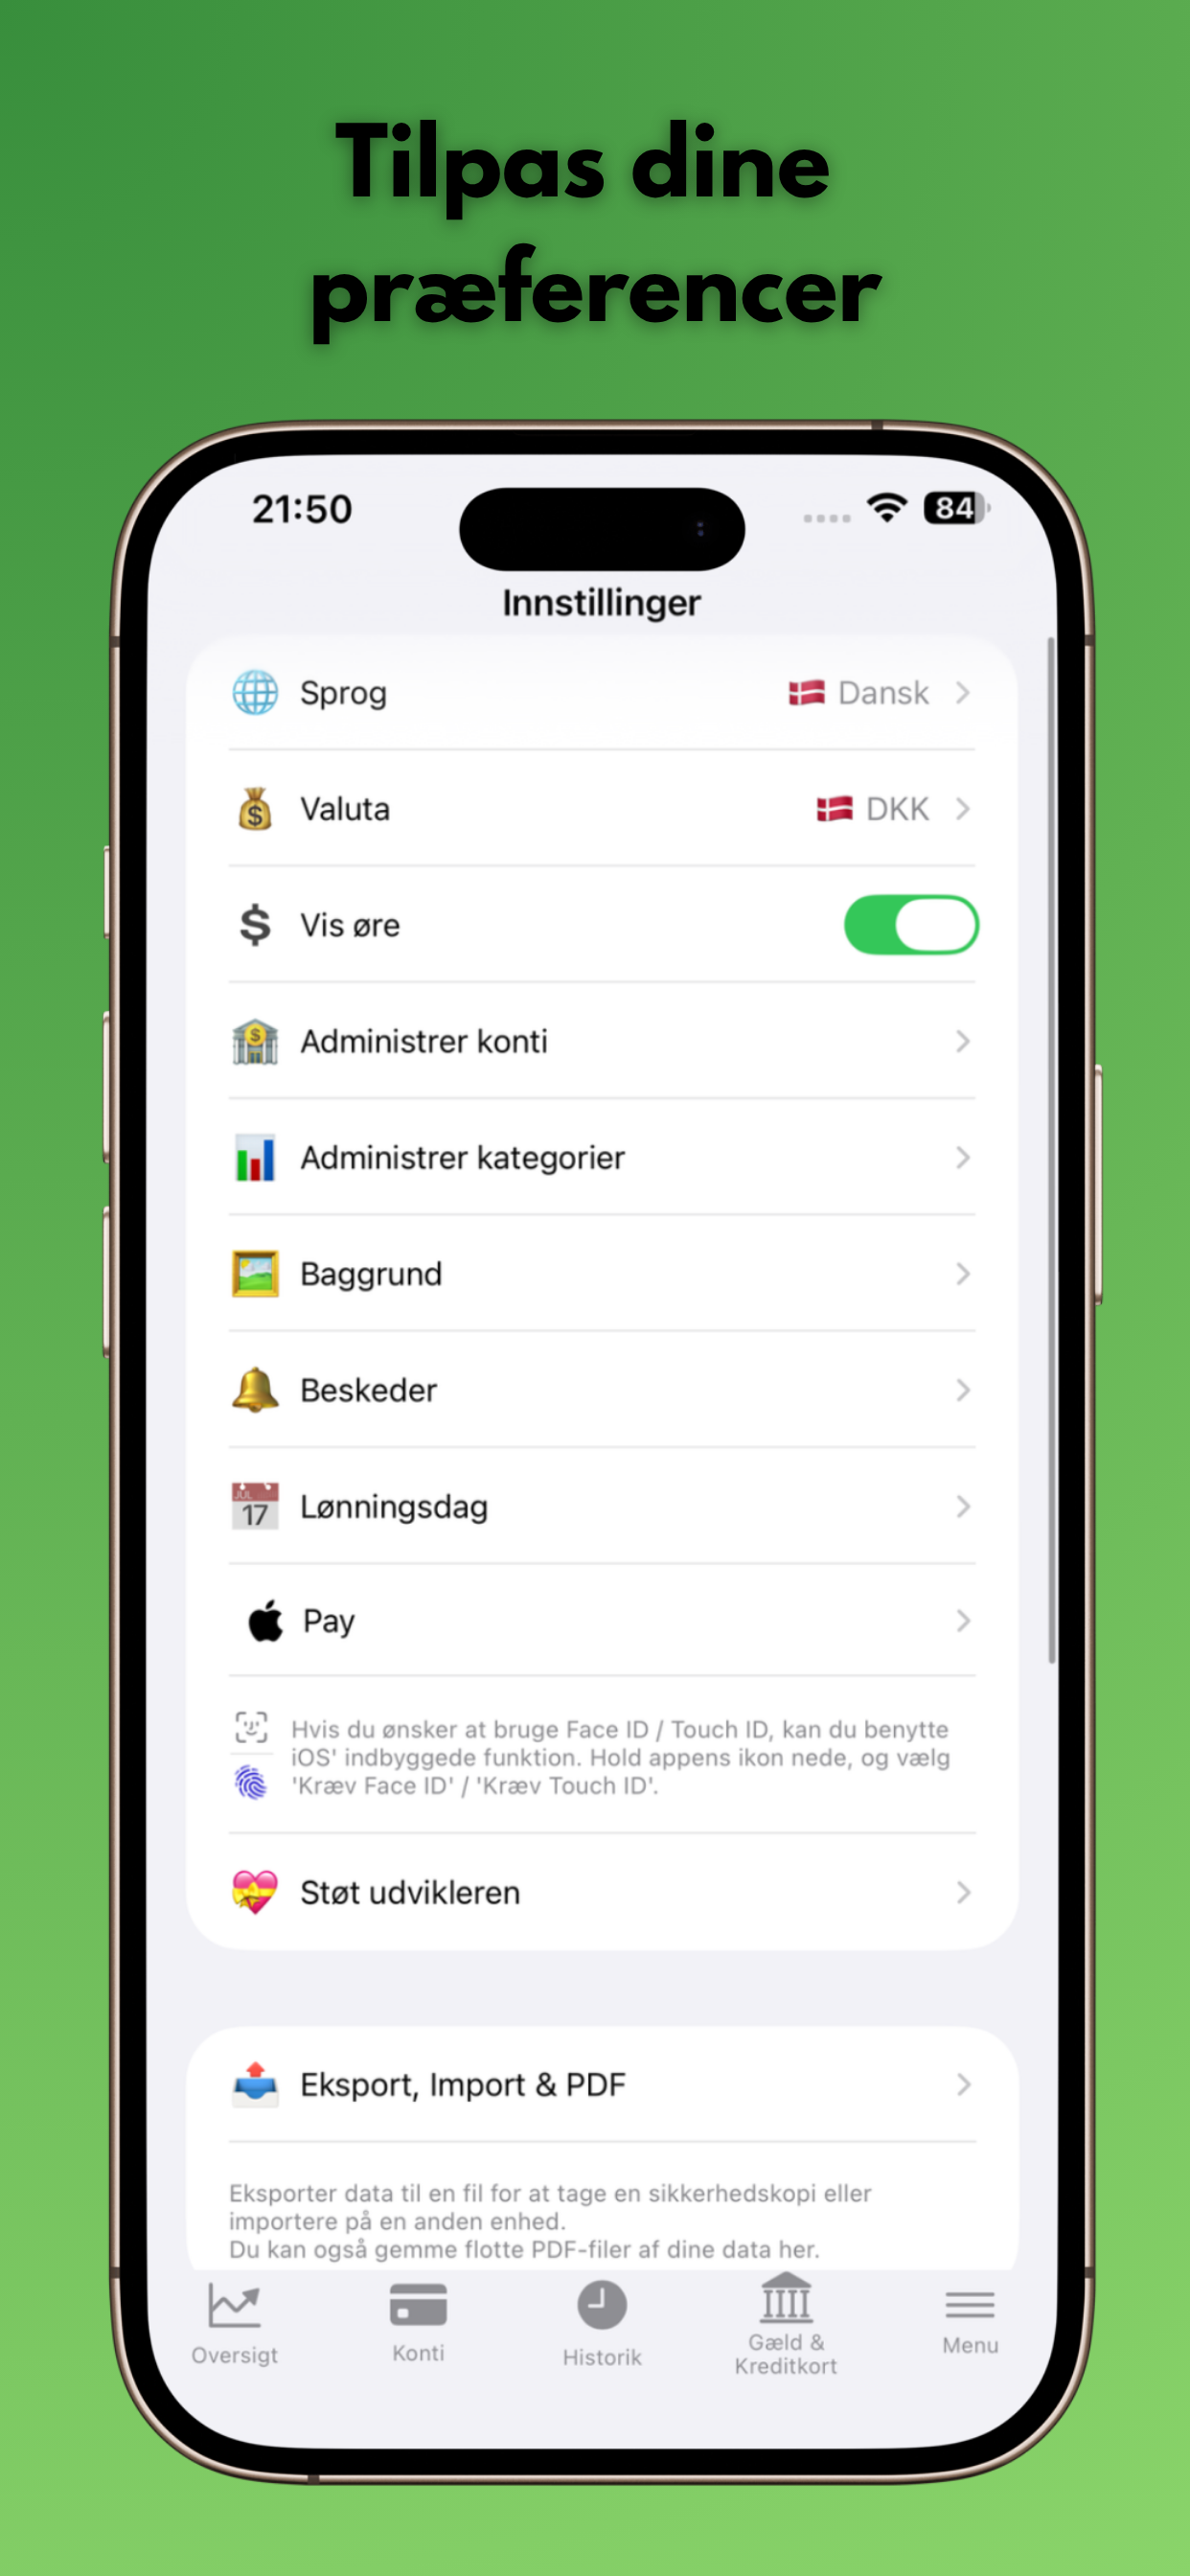 Tilpas dine
præferencer
21:50
84
Innstillinger
Sprog
Dansk
Valuta
DKK
$ Vis øre
Administrer konti
Administrer kategorier
Baggrund
Beskeder
JUL
17
Lønningsdag
Pay
Hvis du ønsker at bruge Face ID / Touch ID, kan du benytte
iOS' indbyggede funktion. Hold appens ikon nede, og vælg
'Kræv Face ID' / 'Kræv Touch ID'.
Støt udvikleren
Eksport, Import & PDF
Eksporter data til en fil for at tage en sikkerhedskopi eller
importere på en anden enhed.
Du kan også gemme flotte PDF-filer af dine data her.
Oversigt
Konti
Historik
Gæld &
Kreditkort
Menu